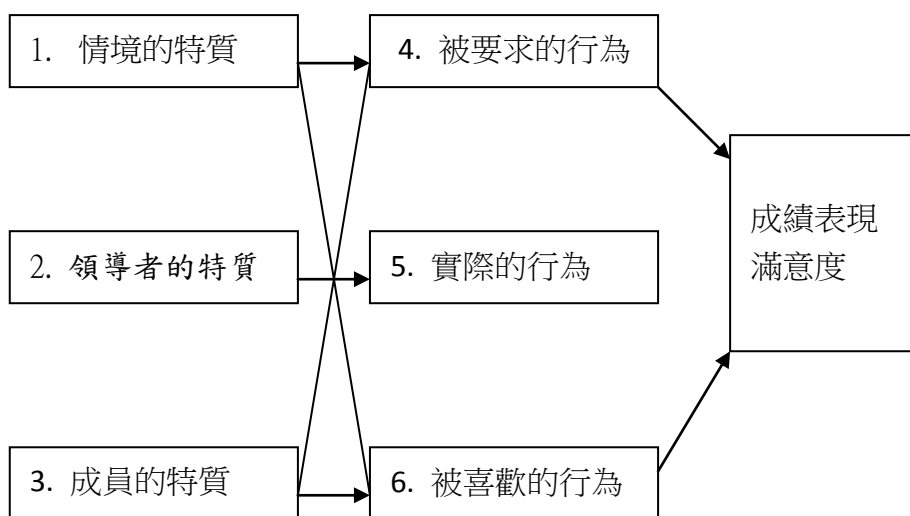 1. 情境的特質
4. 被要求的行為
2. 領導者的特質
5. 實際的行為
成績表現
滿意度
3. 成員的特質
6. 被喜歡的行為